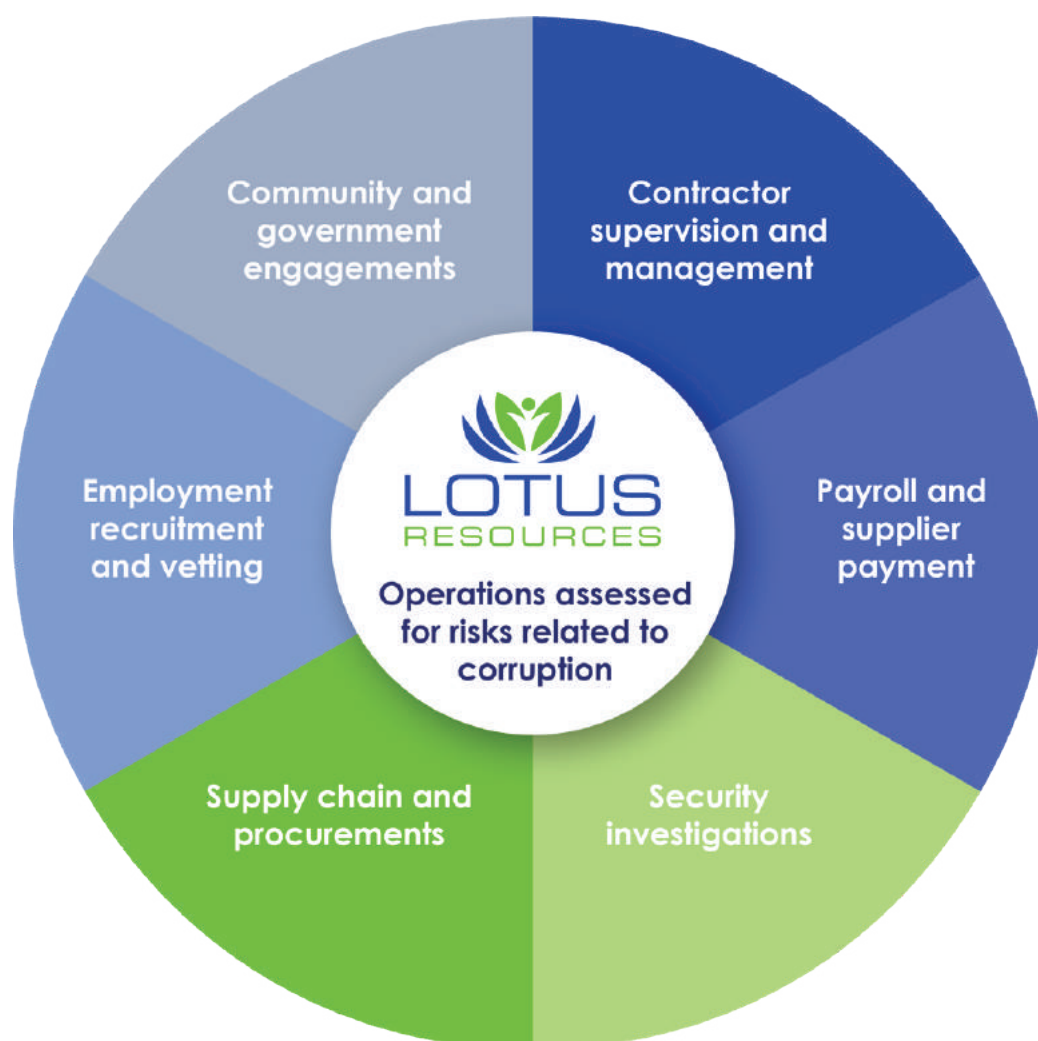 Community and
government
engagements
Contractor
supervision and
management
Employment
recruitment
and vetting
LOTUS
RESOURCES
Operations assessed
for risks related to
corruption
Payroll and
supplier
payment
Supply chain and
procurements
Security
investigations